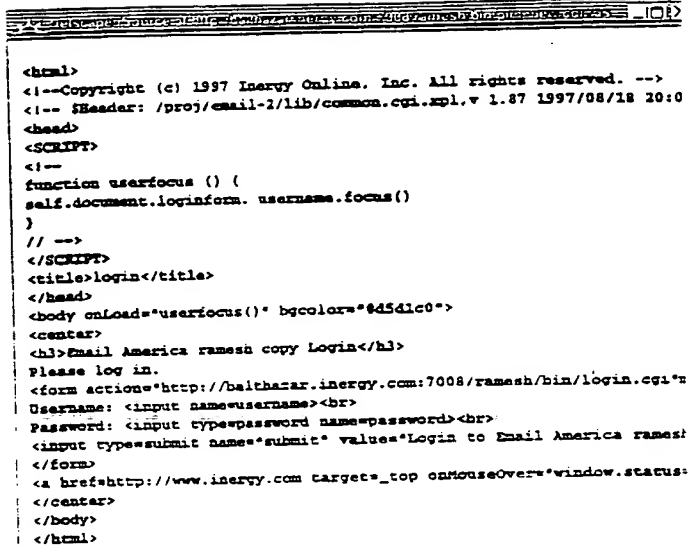 <html>
<!--Copyright (c) 1997 Inergy Online, Inc. All rights reserved. -->
<!-- $Header: /proj/email-2/lib/common.cgi.xpl,v 1.87 1997/08/18 20:0
<head>
<SCRIPT>
<!--
function userfocus () {
self.document.loginform. username.focus()
}
// -->
</SCRIPT>
<title>login</title>
</head>
<body onLoad="userfocus()" bgcolor="#d5d1c0">
<center>
<h3>Email America ramesh copy Login</h3>
Please log in.
<form action="http://balthazar.inergy.com:7008/ramesh/bin/login.cgi"m
Username: <input name=username><br>
Password: <input type=password name=password><br>
<input type=submit name="submit" value="Login to Email America ramesh
</form>
<a href=http://www.inergy.com target=_top onMouseOver="window.status=
</center>
</body>
</html>